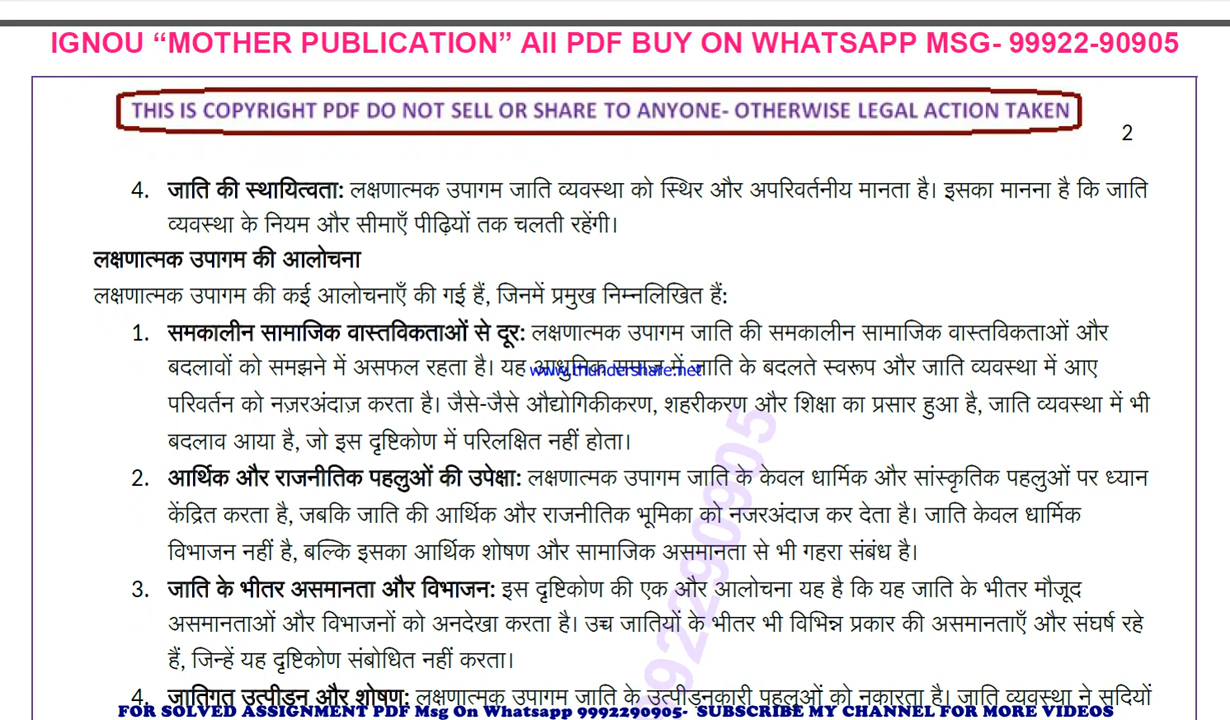 IGNOU “MOTHER PUBLICATION” All PDF BUY ON WHATSAPP MSG- 99922-90905
THIS IS COPYRIGHT PDF DO NOT SELL OR SHARE TO ANYONE- OTHERWISE LEGAL ACTION TAKEN
2
4. जाति की स्थायित्वता: लक्षणात्मक उपागम जाति व्यवस्था को स्थिर और अपरिवर्तनीय मानता है। इसका मानना है कि जाति
व्यवस्था के नियम और सीमाएँ पीढ़ियों तक चलती रहेंगी।
लक्षणात्मक उपागम की आलोचना
लक्षणात्मक उपागम की कई आलोचनाएँ की गई हैं, जिनमें प्रमुख निम्नलिखित हैं:
1. समकालीन सामाजिक वास्तविकताओं से दूर: लक्षणात्मक उपागम जाति की समकालीन सामाजिक वास्तविकताओं और
बदलावों को समझने में असफल रहता है। यह आधुनिक समाज में जाति के बदलते स्वरूप और जाति व्यवस्था में आए
www.thundershare.net
परिवर्तन को नज़रअंदाज़ करता है। जैसे-जैसे औद्योगिकीकरण, शहरीकरण और शिक्षा का प्रसार हुआ है, जाति व्यवस्था में भी
बदलाव आया है, जो इस दृष्टिकोण में परिलक्षित नहीं होता।
2. आर्थिक और राजनीतिक पहलुओं की उपेक्षा: लक्षणात्मक उपागम जाति के केवल धार्मिक और सांस्कृतिक पहलुओं पर ध्यान
केंद्रित करता है, जबकि जाति की आर्थिक और राजनीतिक भूमिका को नजरअंदाज कर देता है। जाति केवल धार्मिक
विभाजन नहीं है, बल्कि इसका आर्थिक शोषण और सामाजिक असमानता से भी गहरा संबंध है।
3. जाति के भीतर असमानता और विभाजन: इस दृष्टिकोण की एक और आलोचना यह है कि यह जाति के भीतर मौजूद
असमानताओं और विभाजनों को अनदेखा करता है। उच्च जातियों के भीतर भी विभिन्न प्रकार की असमानताएँ और संघर्ष रहे
हैं, जिन्हें यह दृष्टिकोण संबोधित नहीं करता।
4. जातिगत उत्पीड़न और शोषण: लक्षणात्मक उपागम जाति के उत्पीड़नकारी पहलुओं को नकारता है। जाति व्यवस्था ने सदियों
992290905
FOR SOLVED ASSIGNMENT PDF Msg On Whatsapp 9992290905- SUBSCRIBE MY CHANNEL FOR MORE VIDEOS